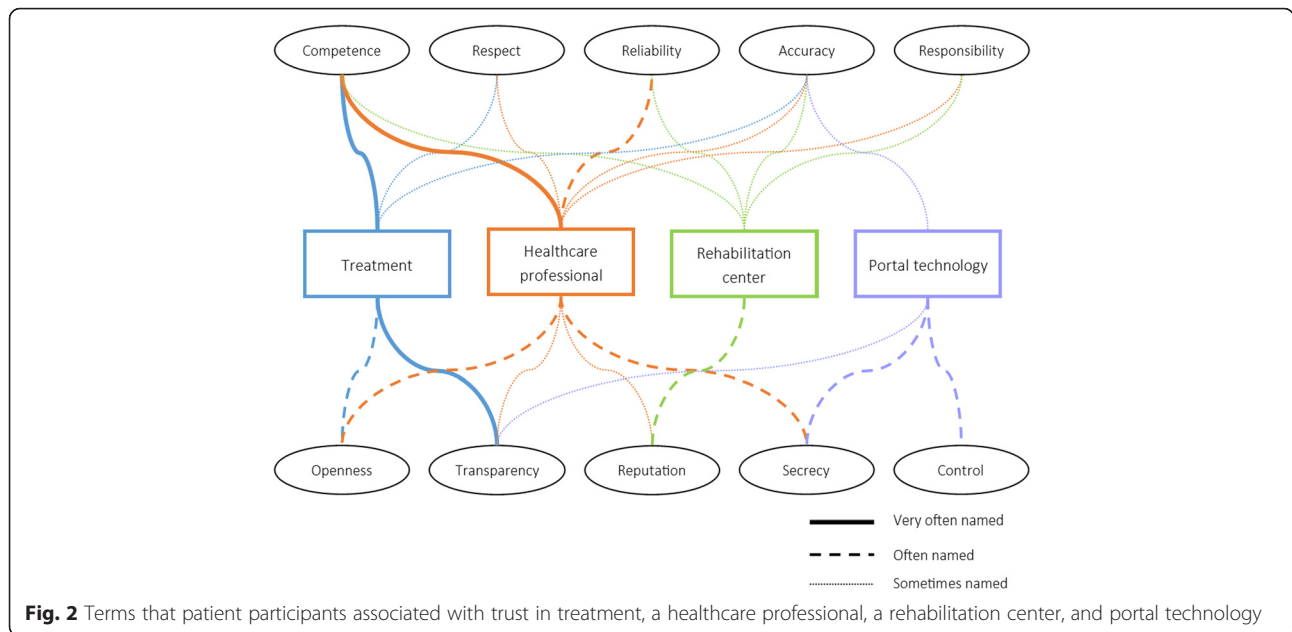 Competence
Respect
Reliability
Accuracy
Responsibility
Treatment
Healthcare
professional
Rehabilitation
center
Portal technology
Openness
Transparency
Reputation
Secrecy
Control
Very often named
Often named
Sometimes named
Fig. 2 Terms that patient participants associated with trust in treatment, a healthcare professional, a rehabilitation center, and portal technology